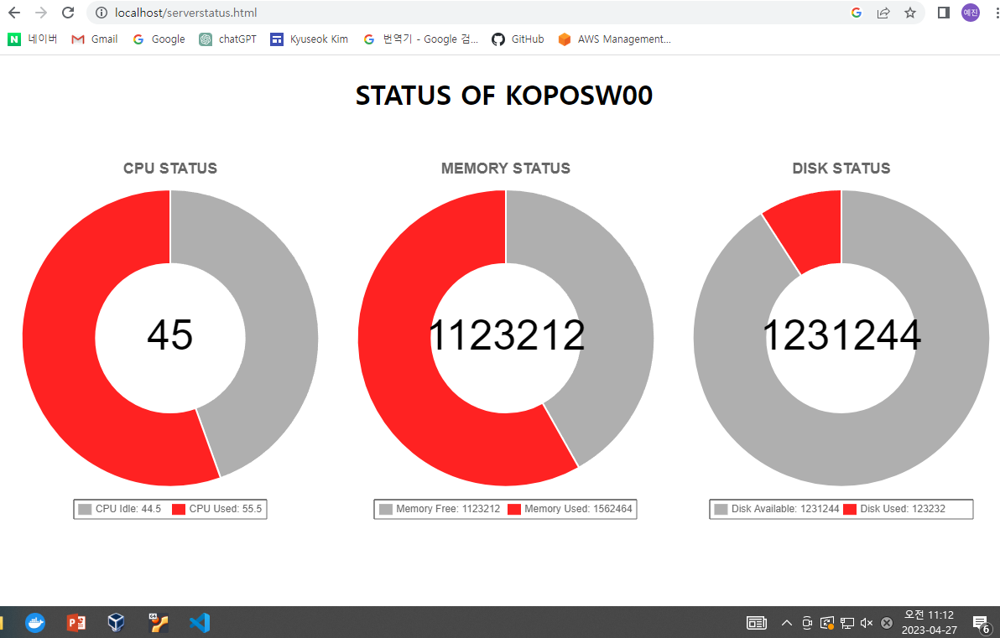 localhost/serverstatus.html
예진
네이버 Gmail Google chatGPT Kyuseok Kim 번역기 - Google 검... GitHub AWS Management...
STATUS OF KOPOSW00
CPU STATUS MEMORY STATUS DISK STATUS
45 1123212 1231244
CPU Idle: 44.5 CPU Used: 55.5 Memory Free: 1123212 Memory Used: 1562464 Disk Available: 1231244 Disk Used: 123232
오전 11:12
2023-04-27
6